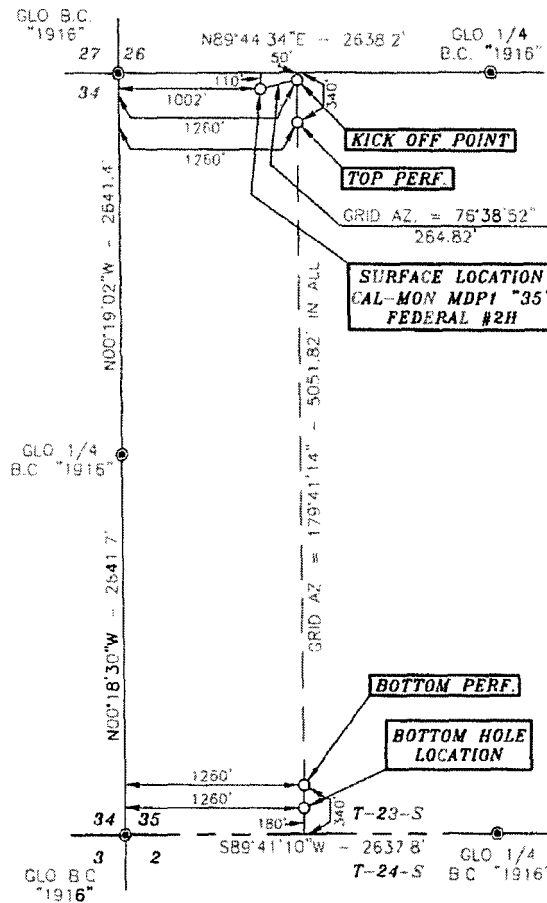 GLO B.C.
"1916"
27 26
34
N89°44'34"E - 2638.2'
GLO 1/4
B.C. "1916"
50'
110'
1002'
340'
1260'
1260'
KICK OFF POINT
TOP PERF.
GRID AZ. = 76°38'52"
264.82'
SURFACE LOCATION
CAL-MON MDP1 "35"
FEDERAL #2H
N00°19'02"W - 2641.4'
GLO 1/4
B.C "1916"
GRID AZ = 179°41'14" - 5051.82' IN ALL
N00°18'30"W - 2641.7'
BOTTOM PERF.
BOTTOM HOLE
LOCATION
1260'
1260'
180'
340'
34 35
3 2
T-23-S
S89°41'10"W - 2637.8'
T-24-S
GLO B.C
"1916"
GLO 1/4
B.C "1916"